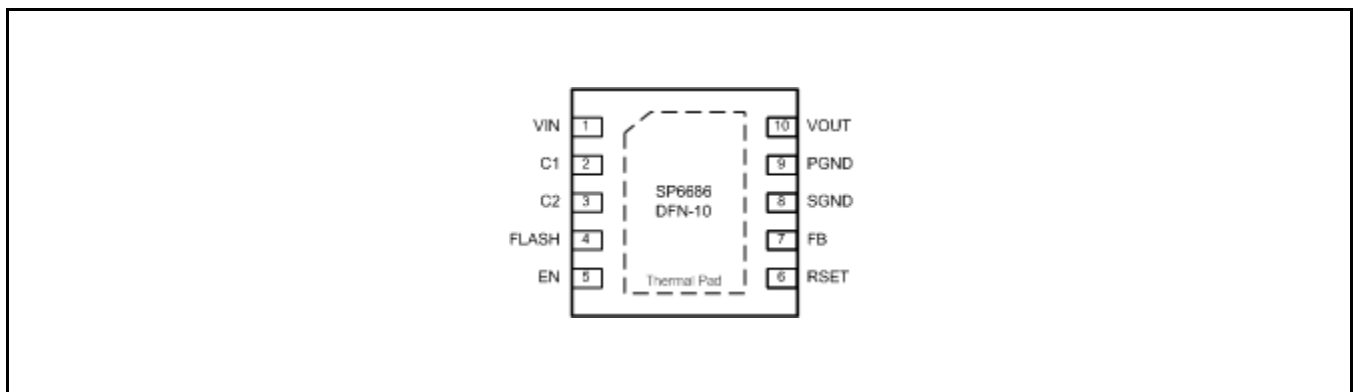 VIN 1 10 VOUT
C1 2 9 PGND
C2 3 SP6686 8 SGND
DFN-10
FLASH 4 7 FB
EN 5 Thermal Pad 6 RSET